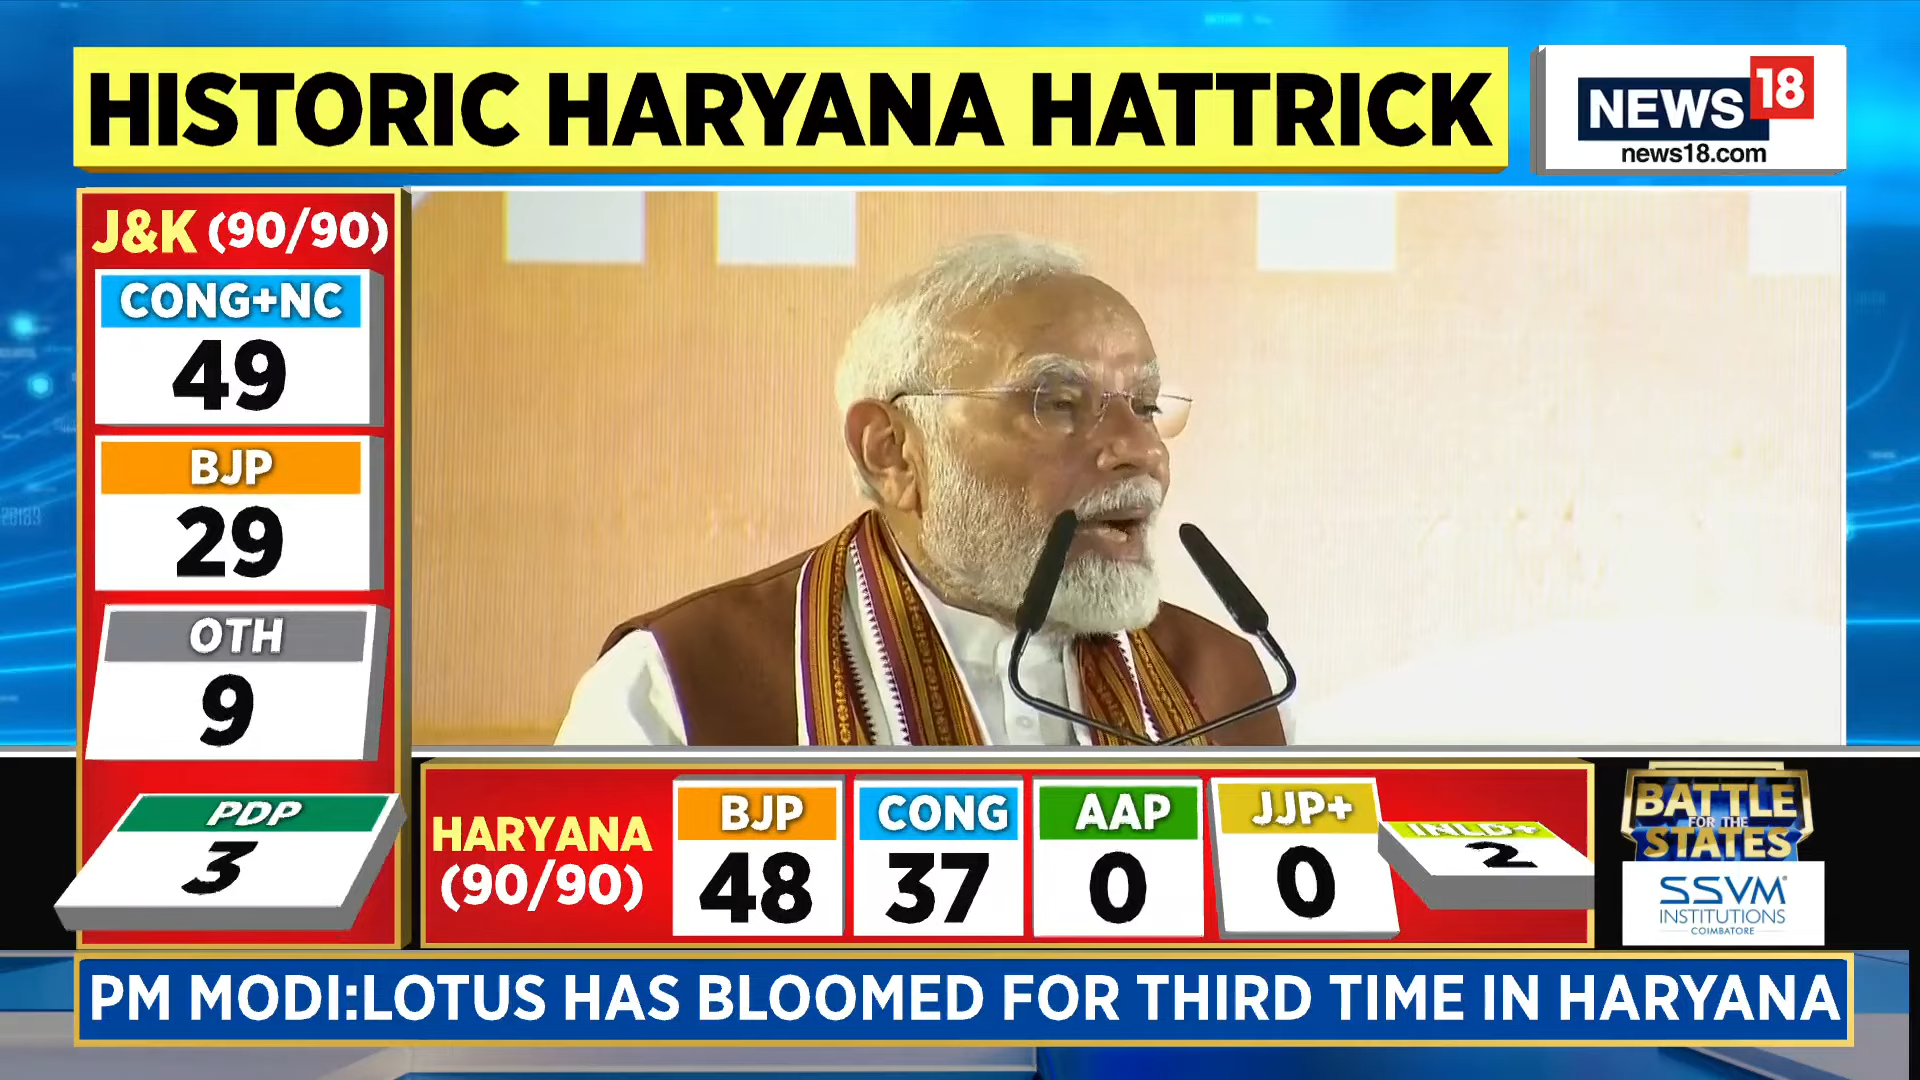 HISTORIC HARYANA HATTRICK
NEWS18
news18.com
J&K (90/90)
CONG+NC
49
BJP
29
OTH
9
PDP
3
HARYANA
(90/90)
BJP
48
CONG
37
AAP
0
JJP+
0
INLD+
2
BATTLE
FOR THE
STATES
SSVM
INSTITUTIONS
COIMBATORE
PM MODI:LOTUS HAS BLOOMED FOR THIRD TIME IN HARYANA